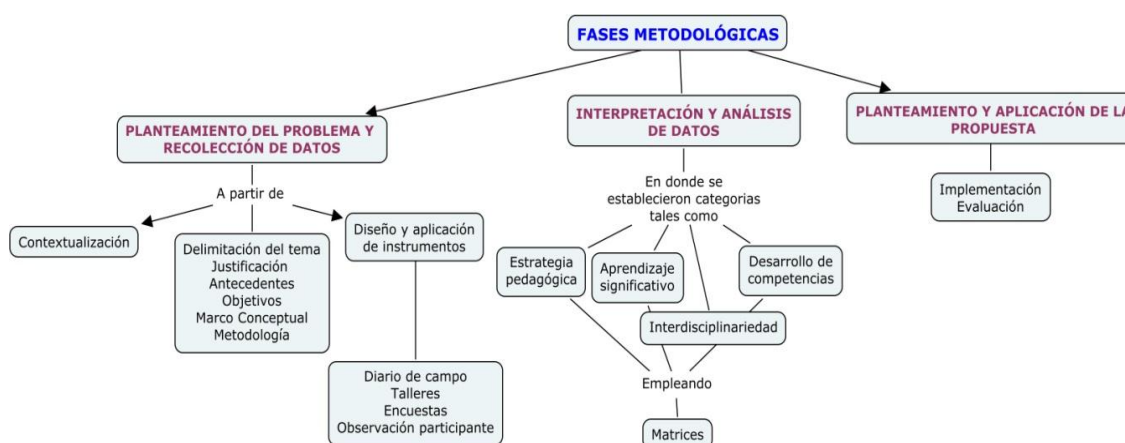 FASES METODOLÓGICAS
PLANTEAMIENTO DEL PROBLEMA Y
RECOLECCIÓN DE DATOS
INTERPRETACIÓN Y ANÁLISIS
DE DATOS
PLANTEAMIENTO Y APLICACIÓN DE LA
PROPUESTA
A partir de
En donde se
establecieron categorias
tales como
Implementación
Evaluación
Contextualización
Delimitación del tema
Justificación
Antecedentes
Objetivos
Marco Conceptual
Metodología
Diseño y aplicación
de instrumentos
Estrategia
pedagógica
Aprendizaje
significativo
Desarrollo de
competencias
Interdisciplinariedad
Diario de campo
Talleres
Encuestas
Observación participante
Empleando
Matrices